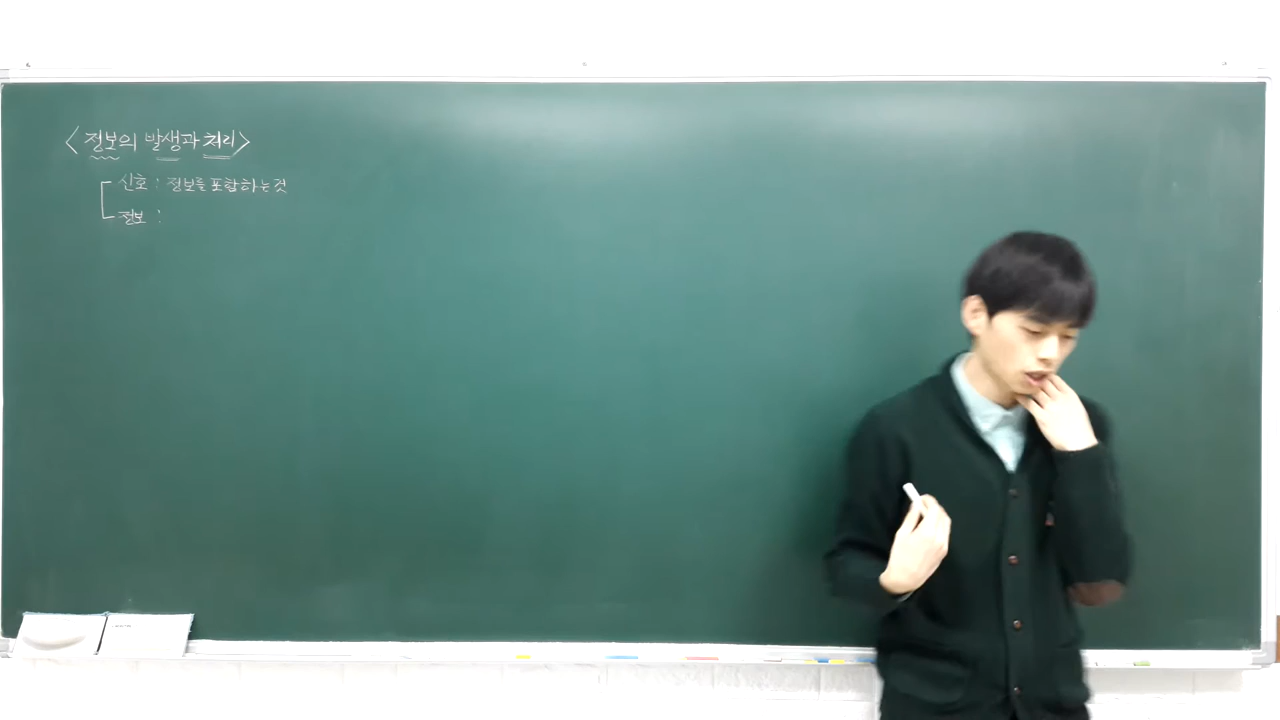 <정보의 발생과 처리>
신호 : 정보를 포함하는것
정보 :